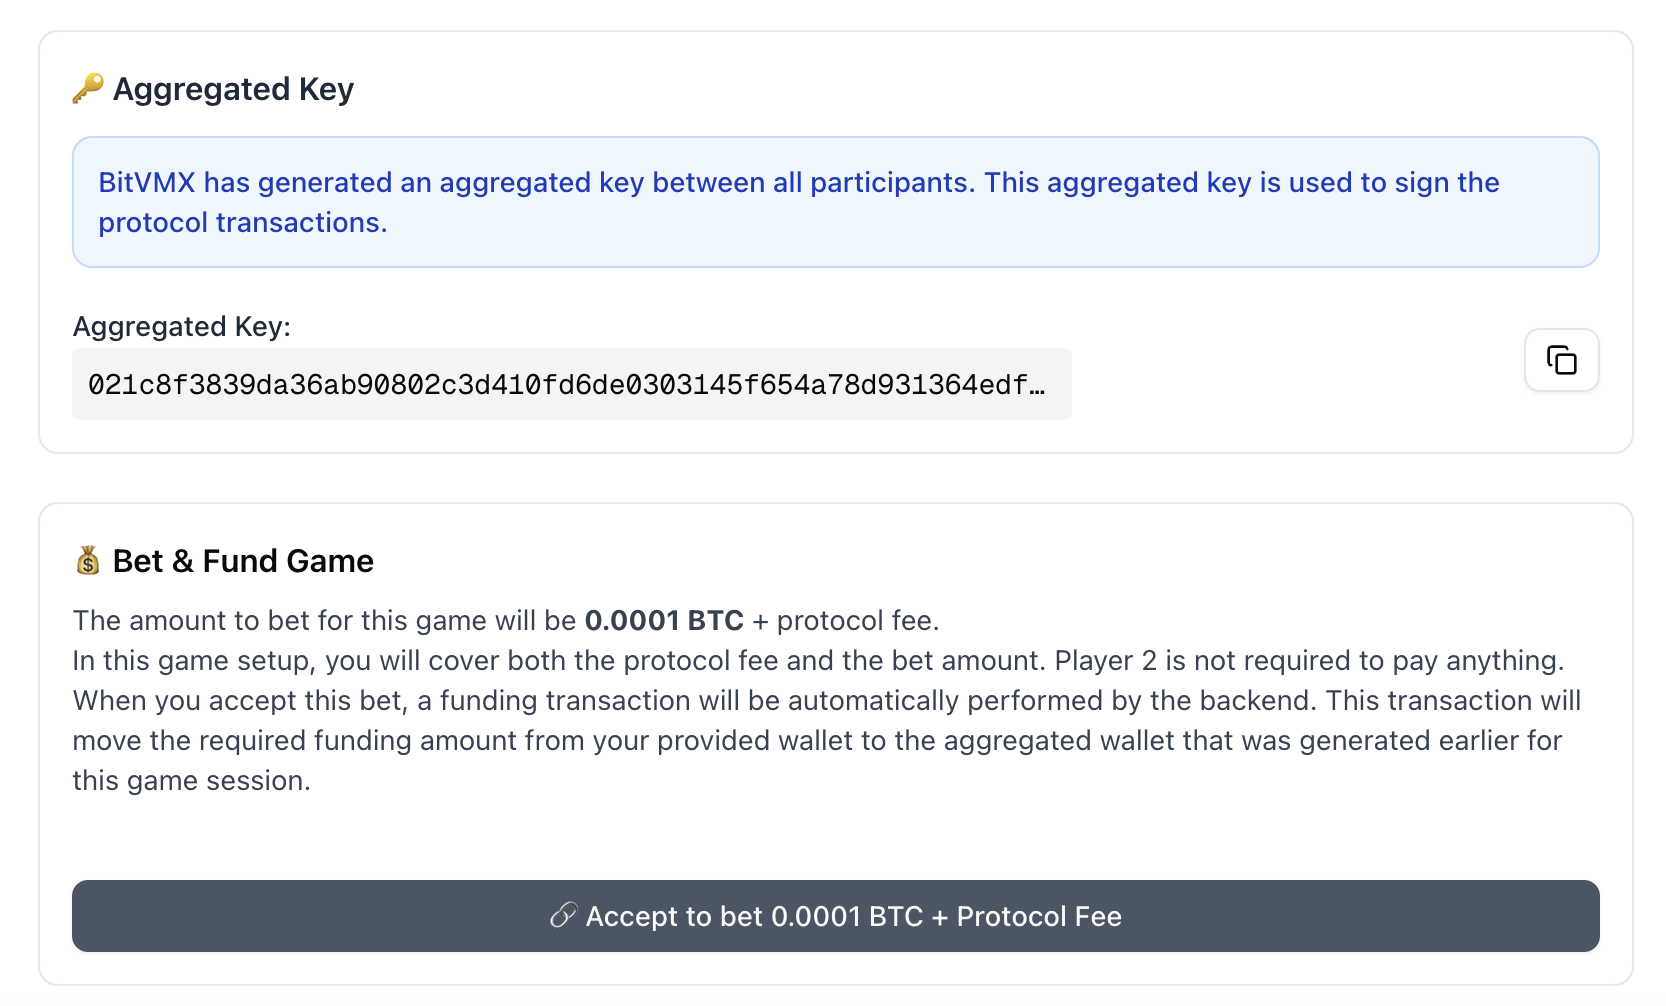 🔑 Aggregated Key
BitVMX has generated an aggregated key between all participants. This aggregated key is used to sign the
protocol transactions.
Aggregated Key:
021c8f3839da36ab90802c3d410fd6de0303145f654a78d931364edf…
💰 Bet & Fund Game
The amount to bet for this game will be 0.0001 BTC + protocol fee.
In this game setup, you will cover both the protocol fee and the bet amount. Player 2 is not required to pay anything.
When you accept this bet, a funding transaction will be automatically performed by the backend. This transaction will
move the required funding amount from your provided wallet to the aggregated wallet that was generated earlier for
this game session.
🔗 Accept to bet 0.0001 BTC + Protocol Fee